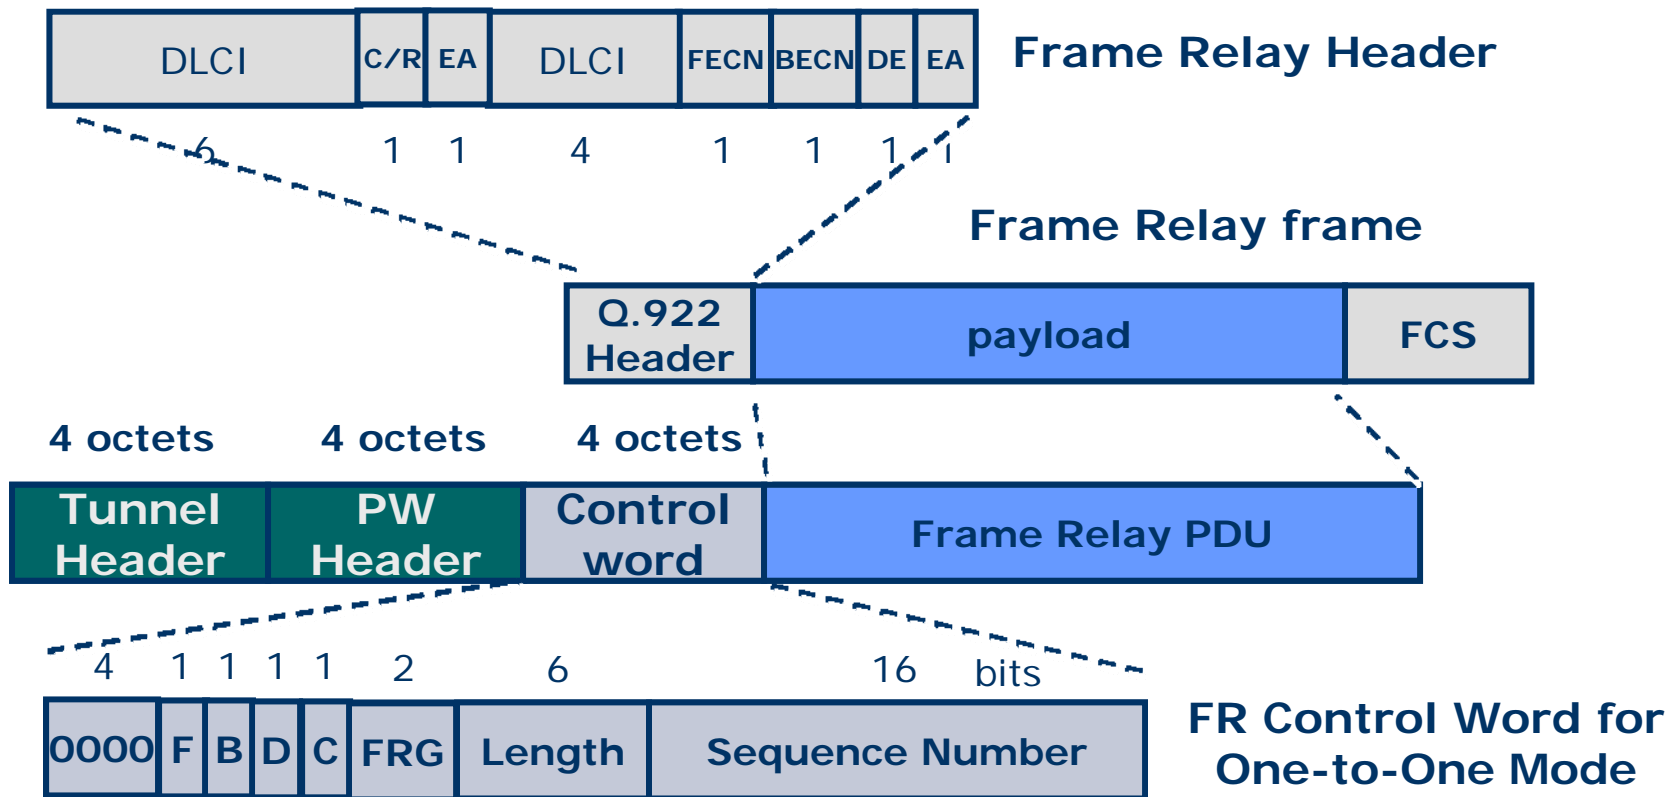 DLCI C/R EA DLCI FECN BECN DE EA
Frame Relay Header
6 1 1 4 1 1 1 1
Frame Relay frame
Q.922
Header
payload
FCS
4 octets 4 octets 4 octets
Tunnel
Header
PW
Header
Control
word
Frame Relay PDU
4 1 1 1 1 2 6 16 bits
0000 F B D C FRG Length Sequence Number
FR Control Word for
One-to-One Mode